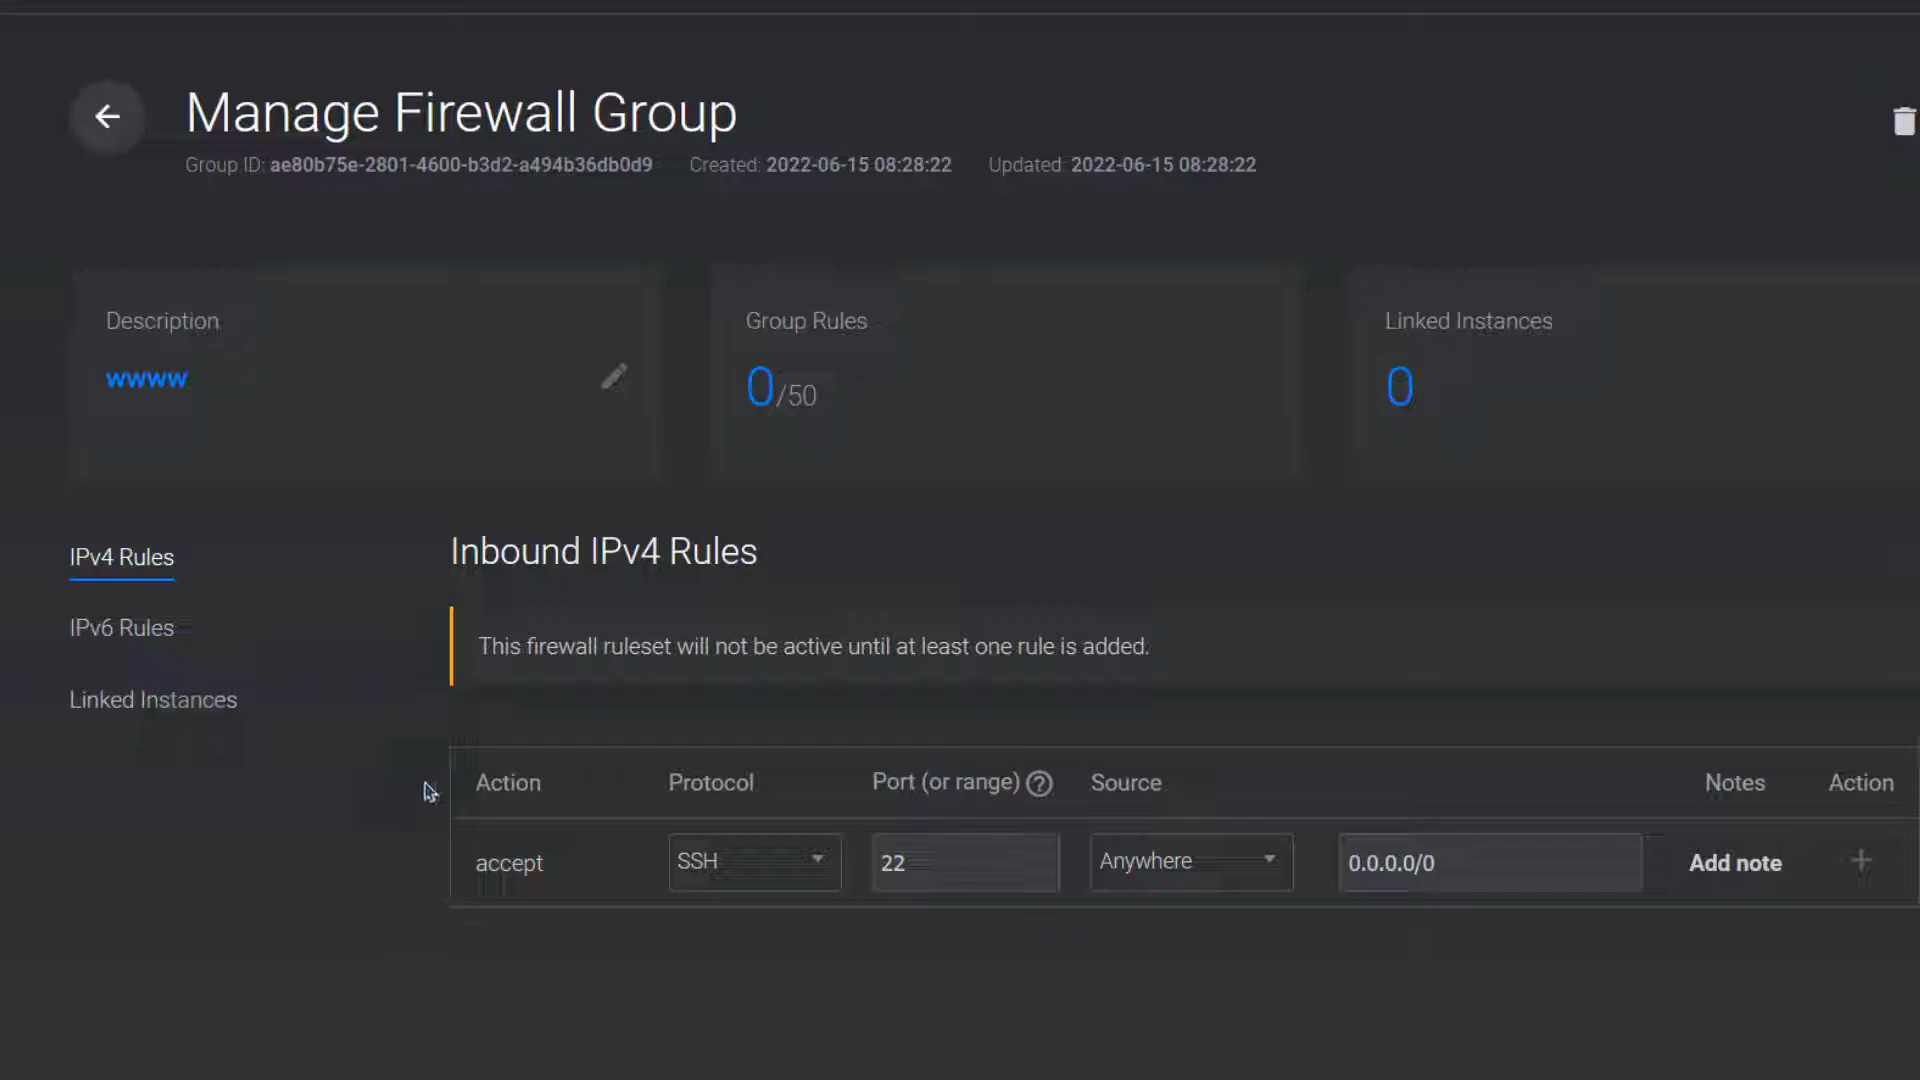 Manage Firewall Group
Group ID: ae80b75e-2801-4600-b3d2-a494b36db0d9 Created: 2022-06-15 08:28:22 Updated: 2022-06-15 08:28:22
Description
wwww
Group Rules
0/50
Linked Instances
0
IPv4 Rules
IPv6 Rules
Linked Instances
Inbound IPv4 Rules
This firewall ruleset will not be active until at least one rule is added.
Action Protocol Port (or range) ? Source Notes Action
accept SSH 22 Anywhere 0.0.0.0/0 Add note +